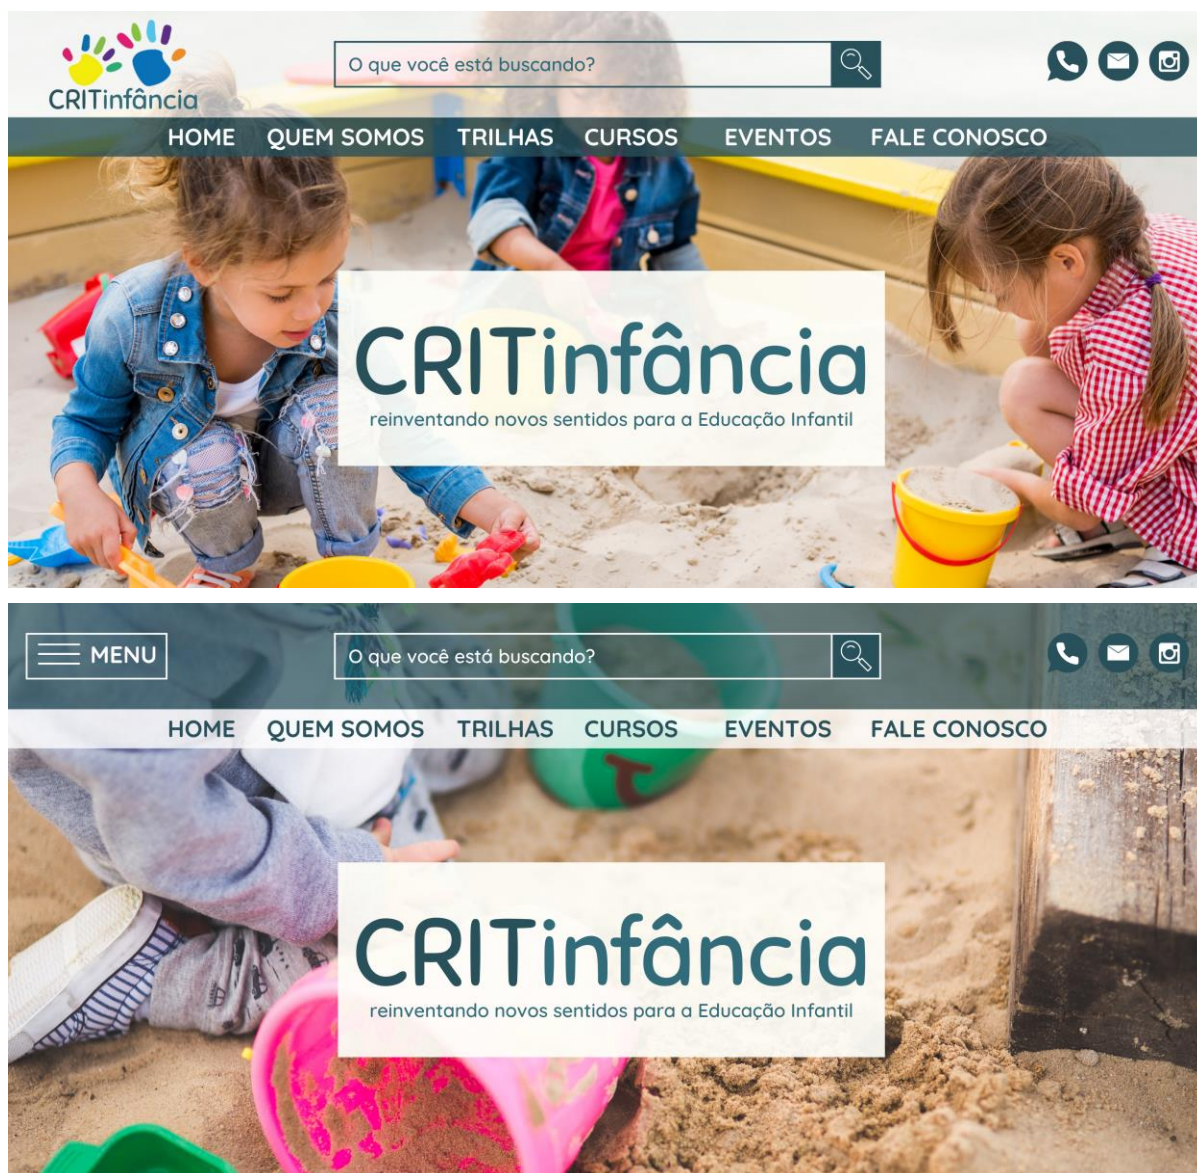 CRITinfância
O que você está buscando?
HOME QUEM SOMOS TRILHAS CURSOS EVENTOS FALE CONOSCO
CRITinfância
reinventando novos sentidos para a Educação Infantil
MENU
O que você está buscando?
HOME QUEM SOMOS TRILHAS CURSOS EVENTOS FALE CONOSCO
CRITinfância
reinventando novos sentidos para a Educação Infantil